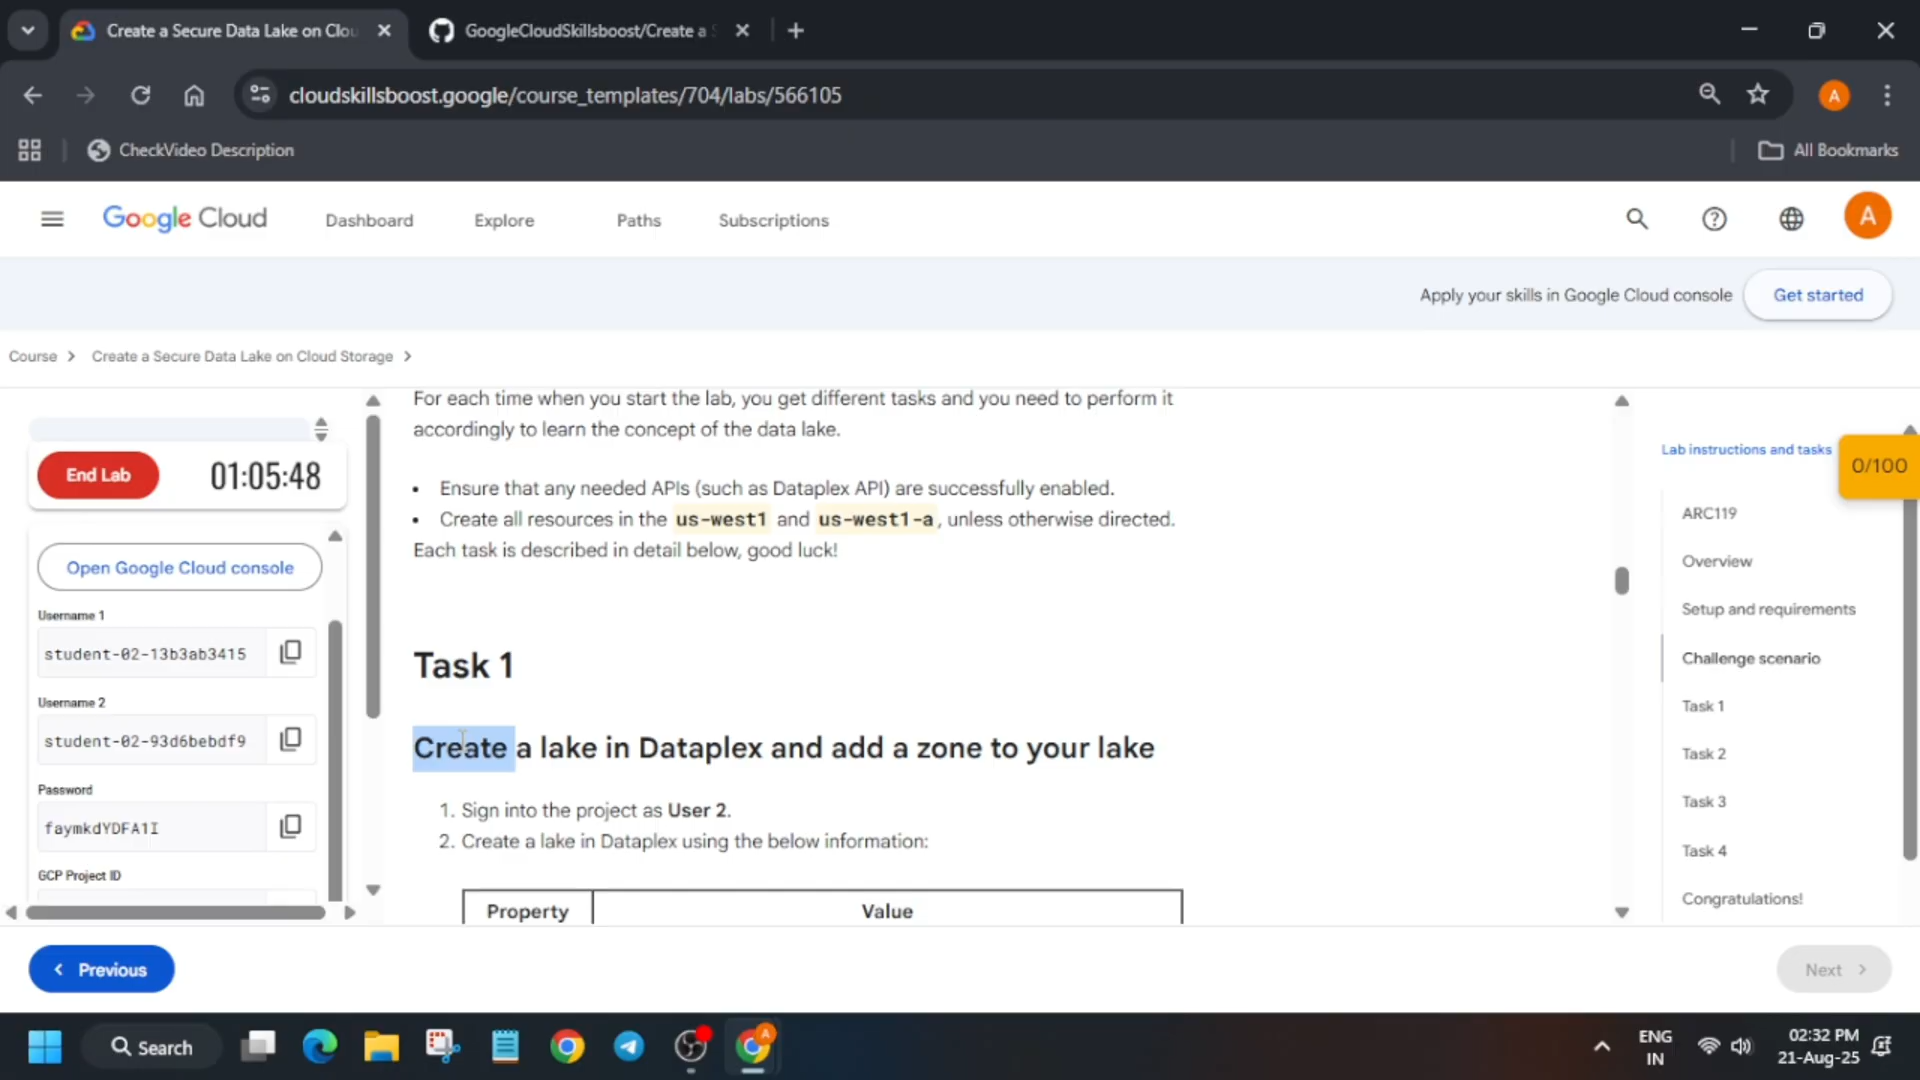 Create a Secure Data Lake on Clou
GoogleCloudSkillsboost/Create a S
cloudskillsboost.google/course_templates/704/labs/566105
A
CheckVideo Description
All Bookmarks
Google Cloud
Dashboard
Explore
Paths
Subscriptions
A
Apply your skills in Google Cloud console
Get started
Course
Create a Secure Data Lake on Cloud Storage
End Lab
01:05:48
Open Google Cloud console
Username 1
student-02-13b3ab3415
Username 2
student-02-93d6bebdf9
Password
faymkdYDFA1I
GCP Project ID
For each time when you start the lab, you get different tasks and you need to perform it
accordingly to learn the concept of the data lake.
• Ensure that any needed APIs (such as Dataplex API) are successfully enabled.
• Create all resources in the us-west1 and us-west1-a, unless otherwise directed.
Each task is described in detail below, good luck!
Task 1
Create a lake in Dataplex and add a zone to your lake
1. Sign into the project as User 2.
2. Create a lake in Dataplex using the below information:
Property
Value
Lab instructions and tasks
0/100
ARC119
Overview
Setup and requirements
Challenge scenario
Task 1
Task 2
Task 3
Task 4
Congratulations!
Previous
Next
Search
A
ENG
IN
02:32 PM
21-Aug-25